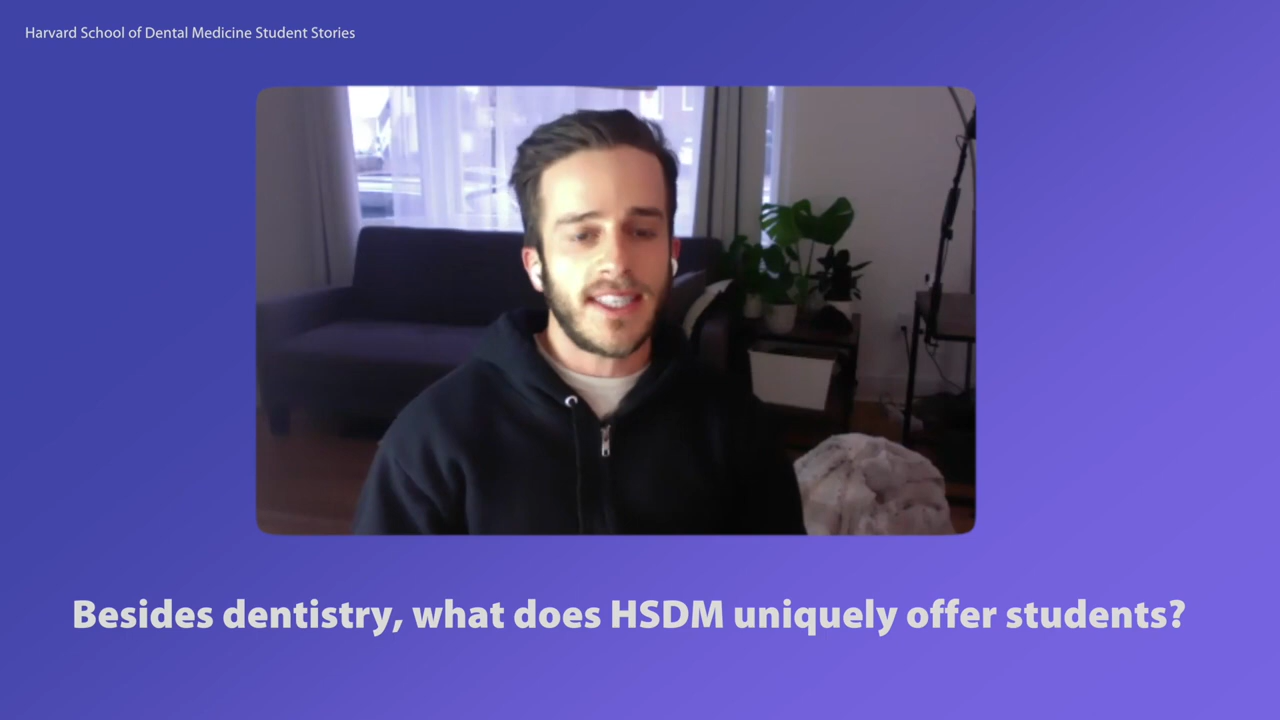 Harvard School of Dental Medicine Student Stories
Besides dentistry, what does HSDM uniquely offer students?